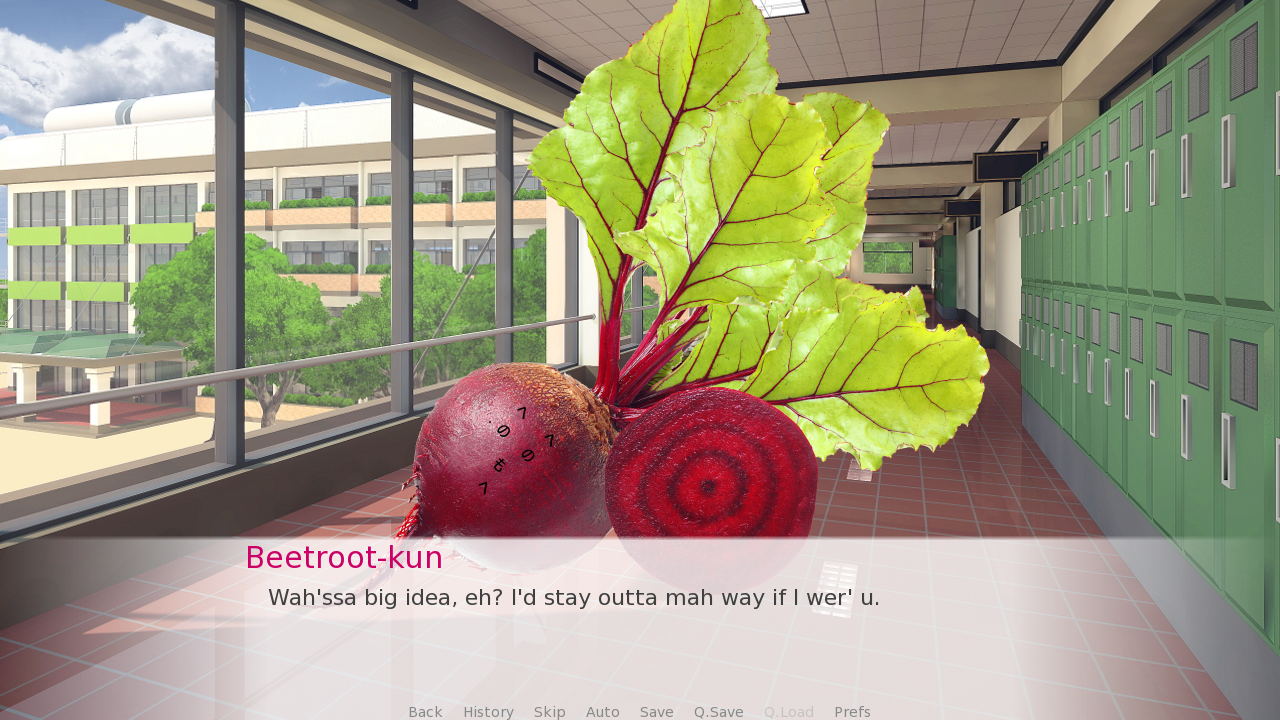 Beetroot-kun
Wah'ssa big idea, eh? I'd stay outta mah way if I wer' u.
Back History Skip Auto Save Q.Save Q.Load Prefs